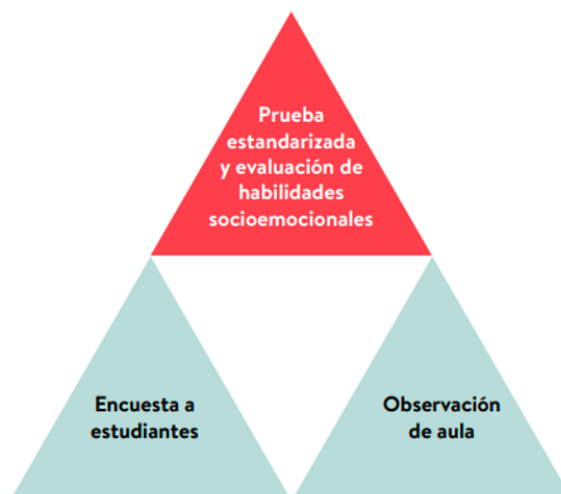 Prueba
estandarizada
y evaluación de
habilidades
socioemocionales
Encuesta a
estudiantes
Observación
de aula